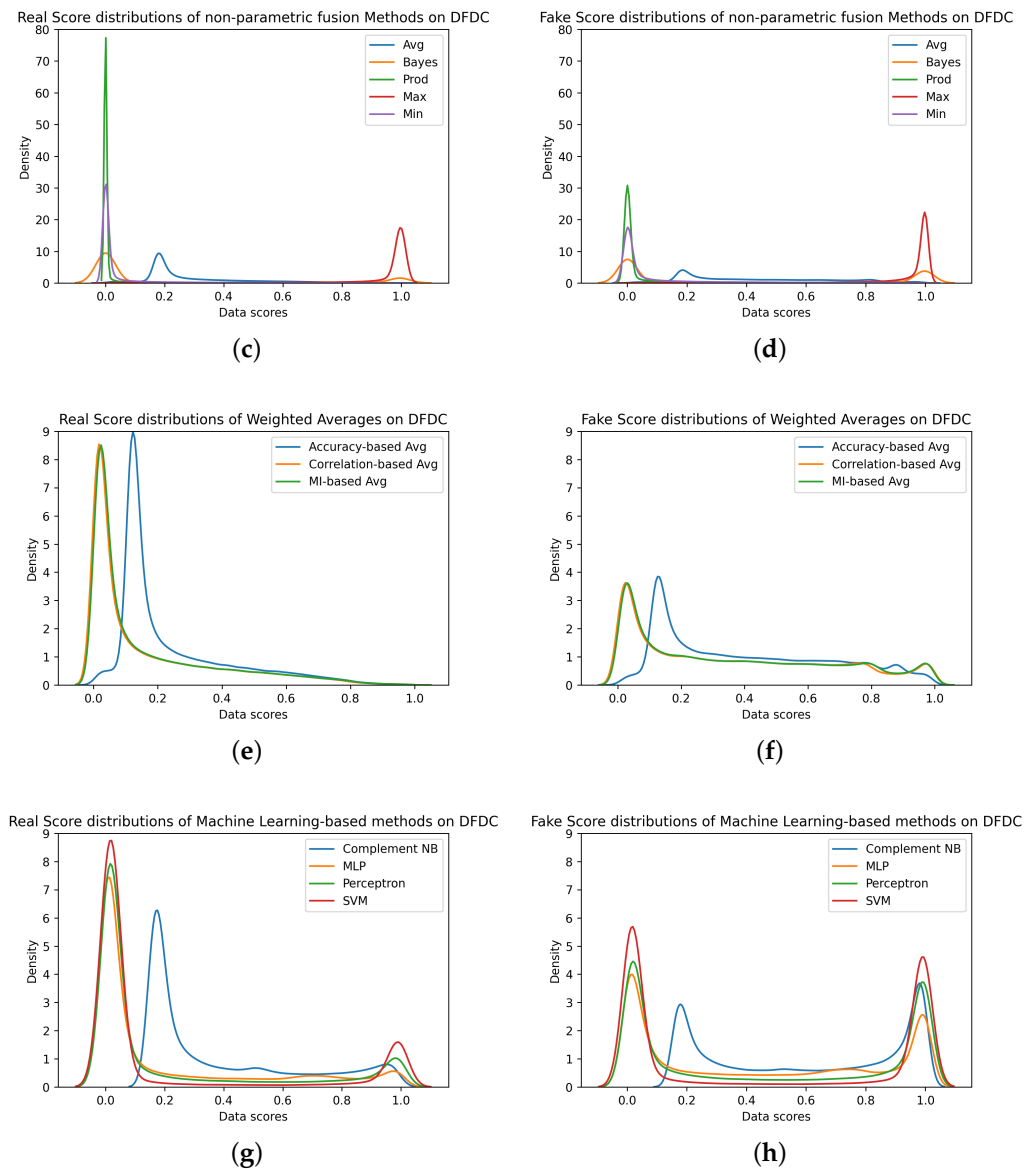 Real Score distributions of non-parametric fusion Methods on DFDC
80
70
60
50
40
30
20
10
0
Density
0.0 0.2 0.4 0.6 0.8 1.0
Data scores
Avg
Bayes
Prod
Max
Min
(c)
Fake Score distributions of non-parametric fusion Methods on DFDC
80
70
60
50
40
30
20
10
0
Density
0.0 0.2 0.4 0.6 0.8 1.0
Data scores
Avg
Bayes
Prod
Max
Min
(d)
Real Score distributions of Weighted Averages on DFDC
9
8
7
6
5
4
3
2
1
0
Density
0.0 0.2 0.4 0.6 0.8 1.0
Data scores
Accuracy-based Avg
Correlation-based Avg
MI-based Avg
(e)
Fake Score distributions of Weighted Averages on DFDC
9
8
7
6
5
4
3
2
1
0
Density
0.0 0.2 0.4 0.6 0.8 1.0
Data scores
Accuracy-based Avg
Correlation-based Avg
MI-based Avg
(f)
Real Score distributions of Machine Learning-based methods on DFDC
9
8
7
6
5
4
3
2
1
0
Density
0.0 0.2 0.4 0.6 0.8 1.0
Data scores
Complement NB
MLP
Perceptron
SVM
(g)
Fake Score distributions of Machine Learning-based methods on DFDC
9
8
7
6
5
4
3
2
1
0
Density
0.0 0.2 0.4 0.6 0.8 1.0
Data scores
Complement NB
MLP
Perceptron
SVM
(h)